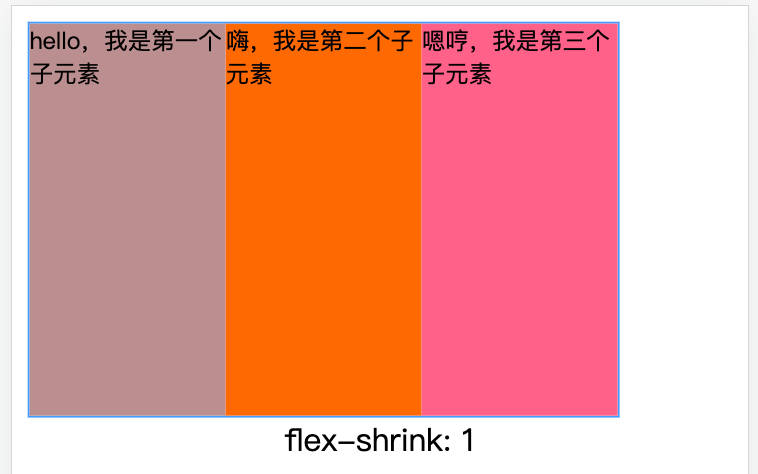 hello，我是第一个
子元素
嗨，我是第二个子
元素
嗯哼，我是第三个
子元素
flex-shrink: 1